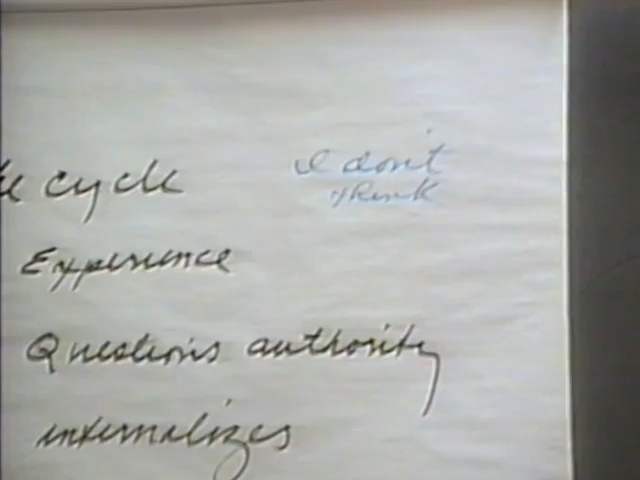 cycle
I don't
think
Experience
Questions authority
internalizes